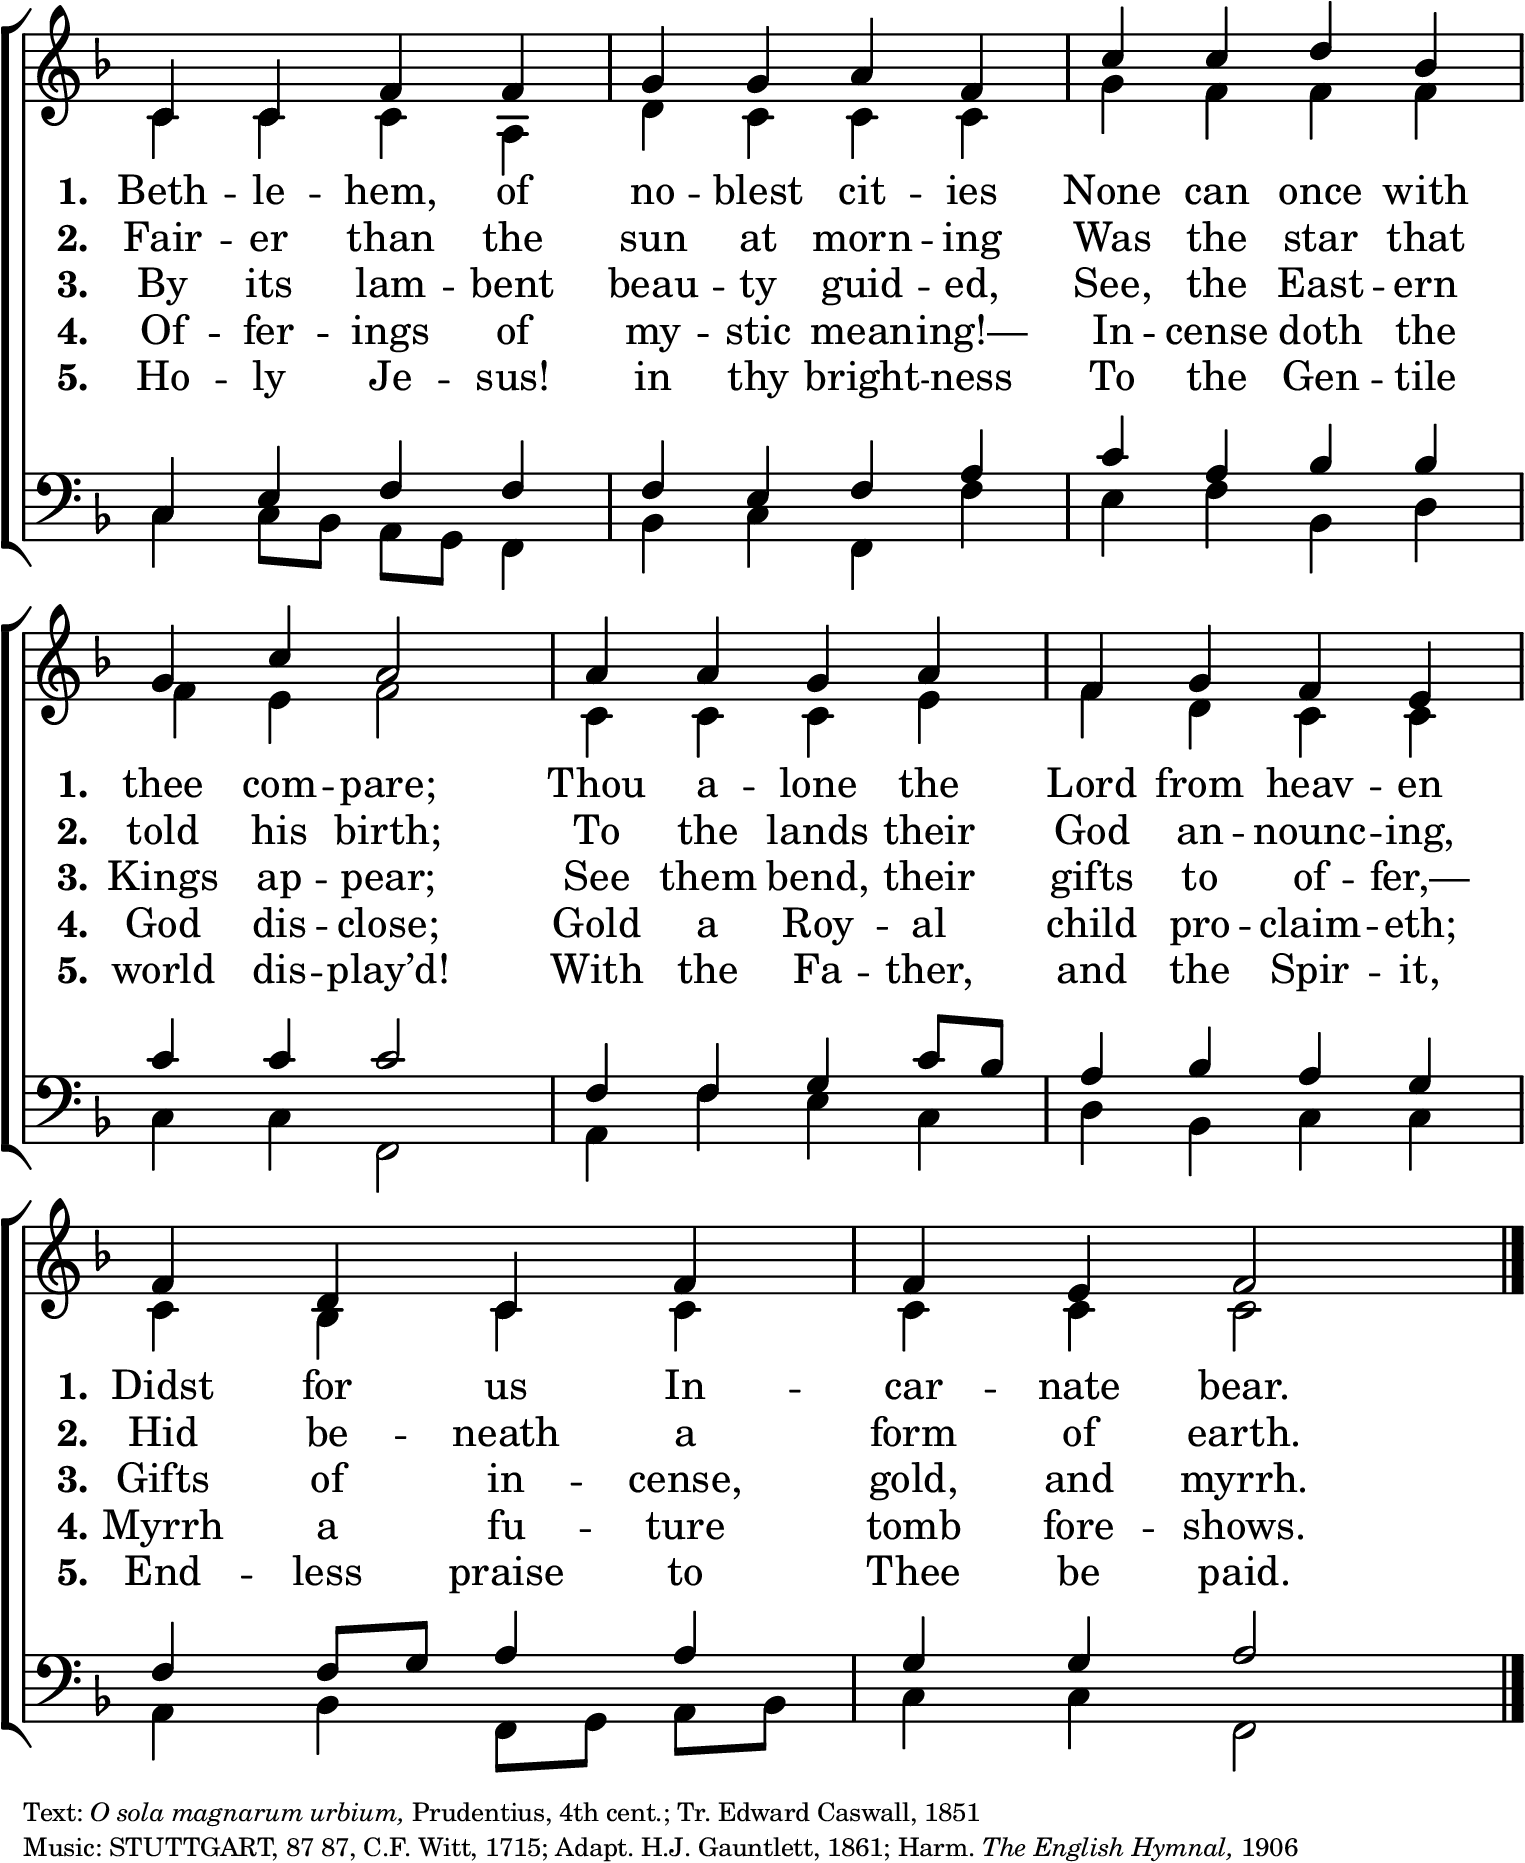 1. Beth - le - hem, of no - blest cit - ies None can once with
2. Fair - er than the sun at morn - ing Was the star that
3. By its lam - bent beau - ty guid - ed, See, the East - ern
4. Of - fer - ings of my - stic mean - ing!— In - cense doth the
5. Ho - ly Je - sus! in thy bright - ness To the Gen - tile
1. thee com - pare; Thou a - lone the Lord from heav - en
2. told his birth; To the lands their God an - nounc - ing,
3. Kings ap - pear; See them bend, their gifts to of - fer,—
4. God dis - close; Gold a Roy - al child pro - claim - eth;
5. world dis - play’d! With the Fa - ther, and the Spir - it,
1. Didst for us In - car - nate bear.
2. Hid be - neath a form of earth.
3. Gifts of in - cense, gold, and myrrh.
4. Myrrh a fu - ture tomb fore - shows.
5. End - less praise to Thee be paid.
Text: O sola magnarum urbium, Prudentius, 4th cent.; Tr. Edward Caswall, 1851
Music: STUTTGART, 87 87, C.F. Witt, 1715; Adapt. H.J. Gauntlett, 1861; Harm. The English Hymnal, 1906